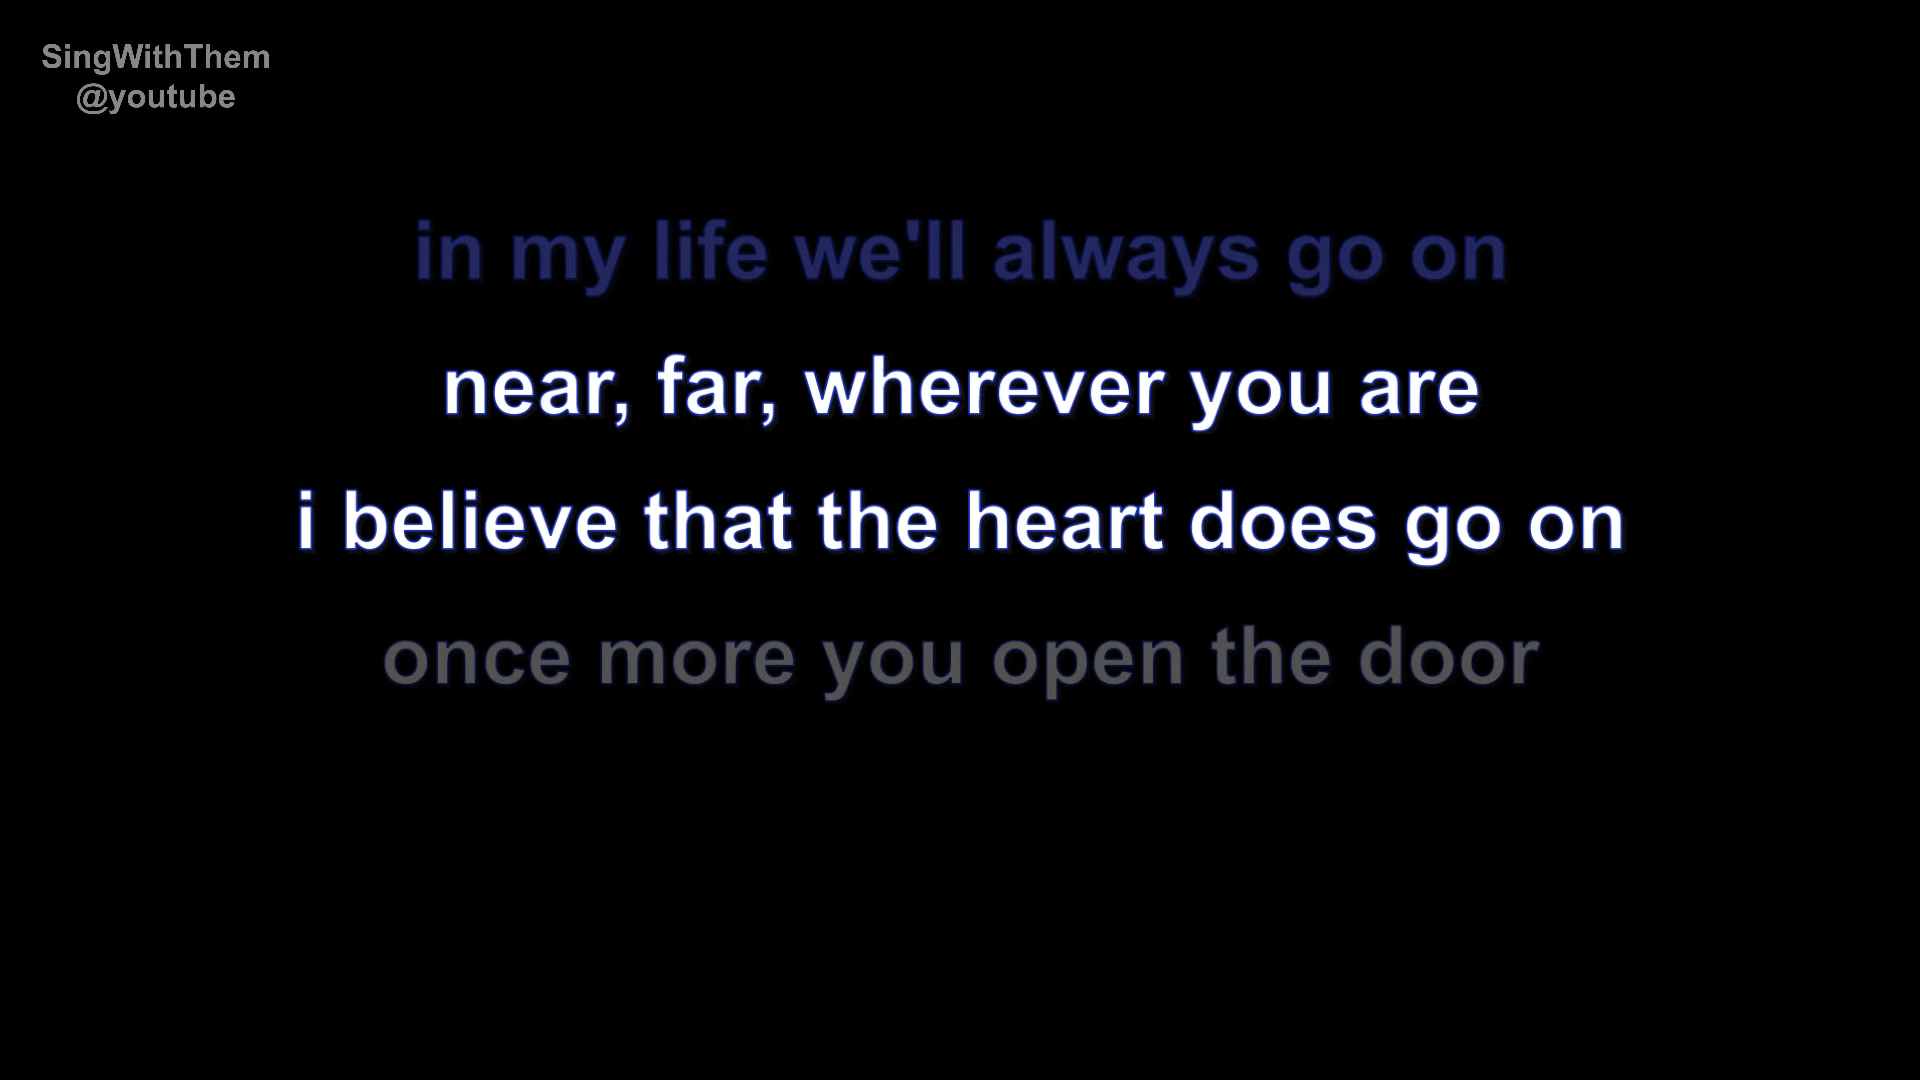 SingWithThem
@youtube
in my life we'll always go on
near, far, wherever you are
i believe that the heart does go on
once more you open the door